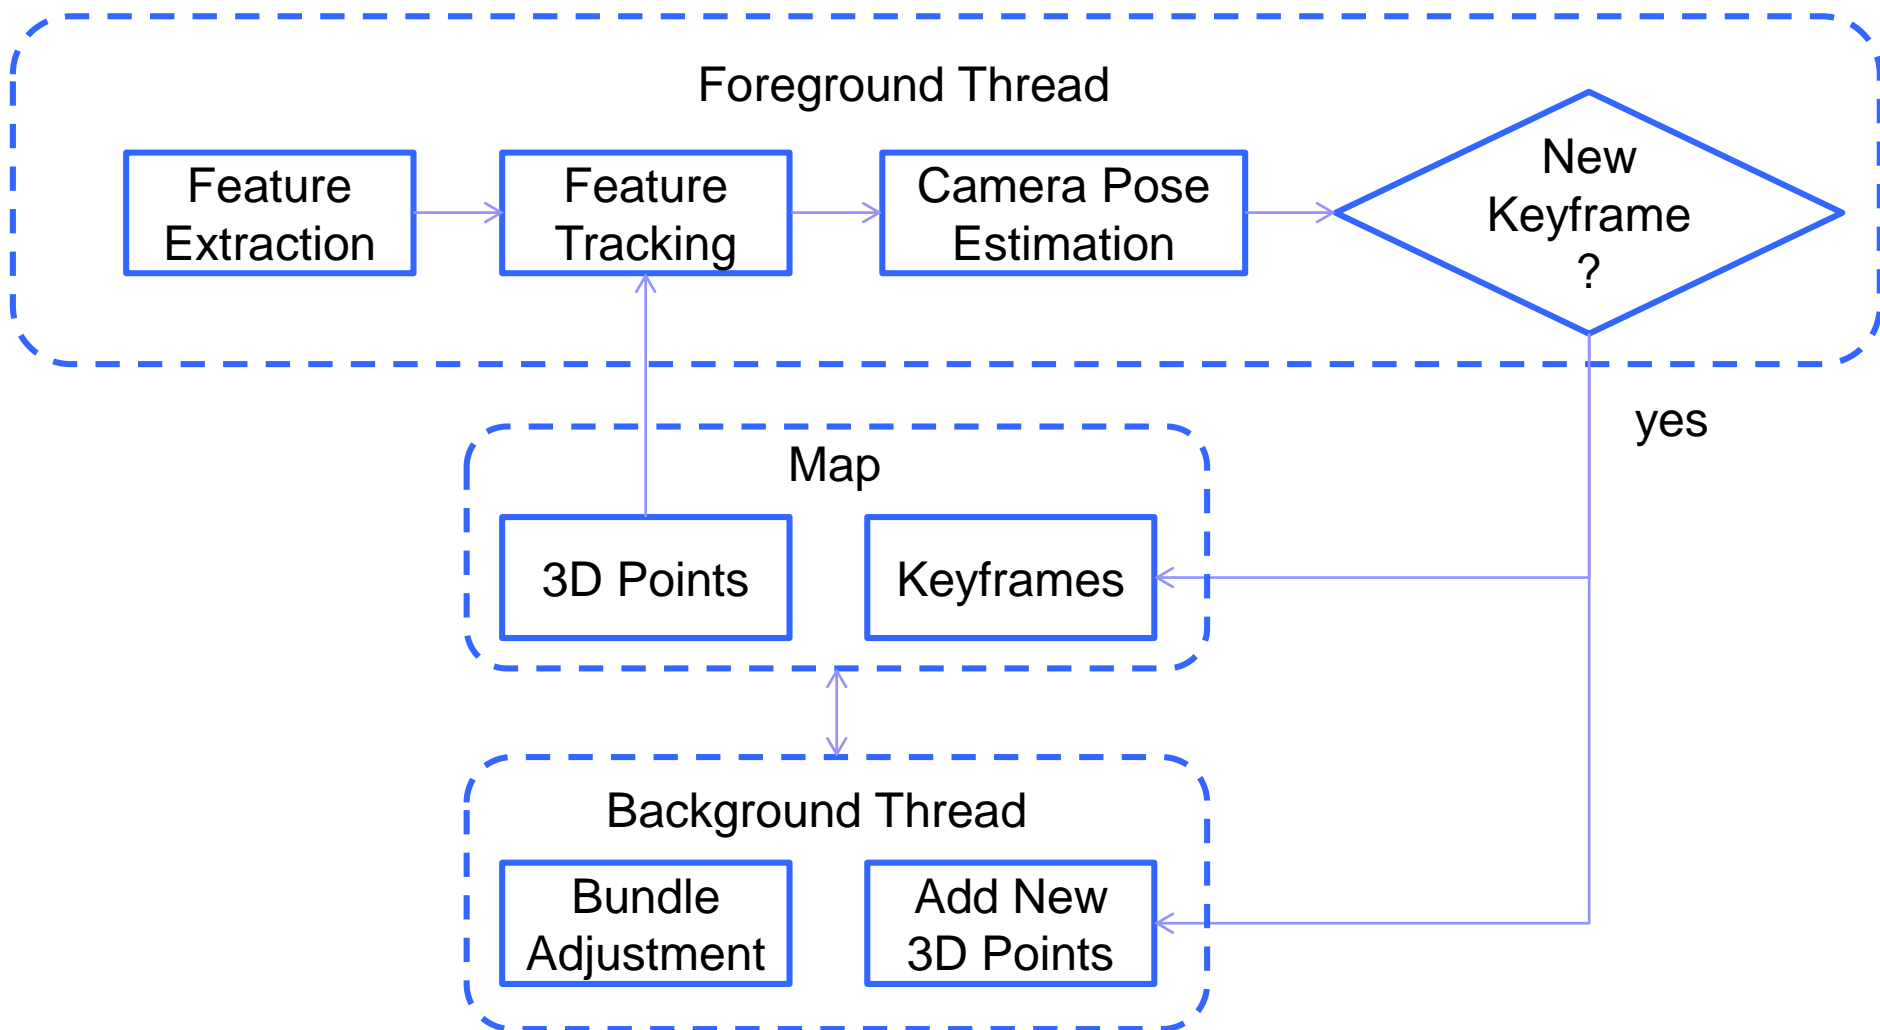 Foreground Thread
Feature
Extraction
Feature
Tracking
Camera Pose
Estimation
New
Keyframe
?
yes
Map
3D Points
Keyframes
Background Thread
Bundle
Adjustment
Add New
3D Points